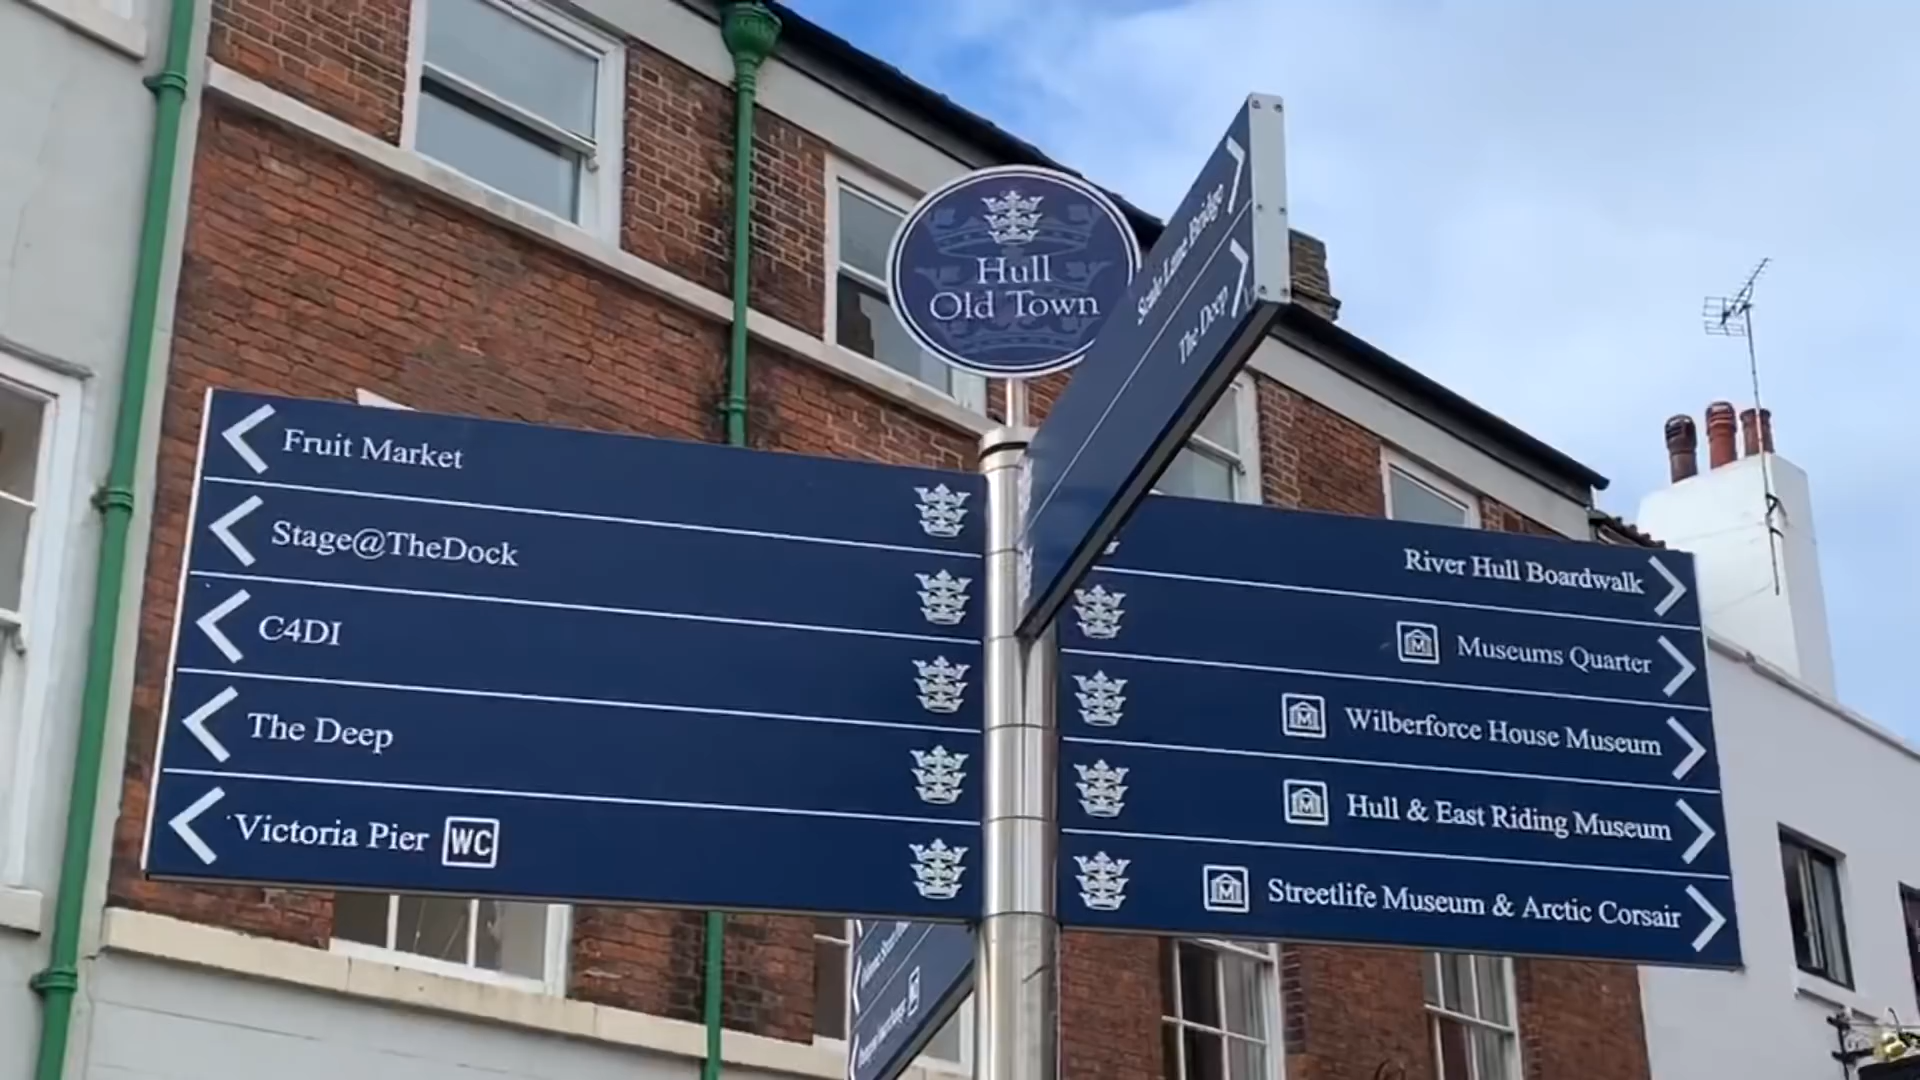 Hull
Old Town
Scale Lane Bridge
The Deep
Fruit Market
Stage@TheDock
C4DI
The Deep
Victoria Pier WC
River Hull Boardwalk
M Museums Quarter
M Wilberforce House Museum
M Hull & East Riding Museum
M Streetlife Museum & Arctic Corsair